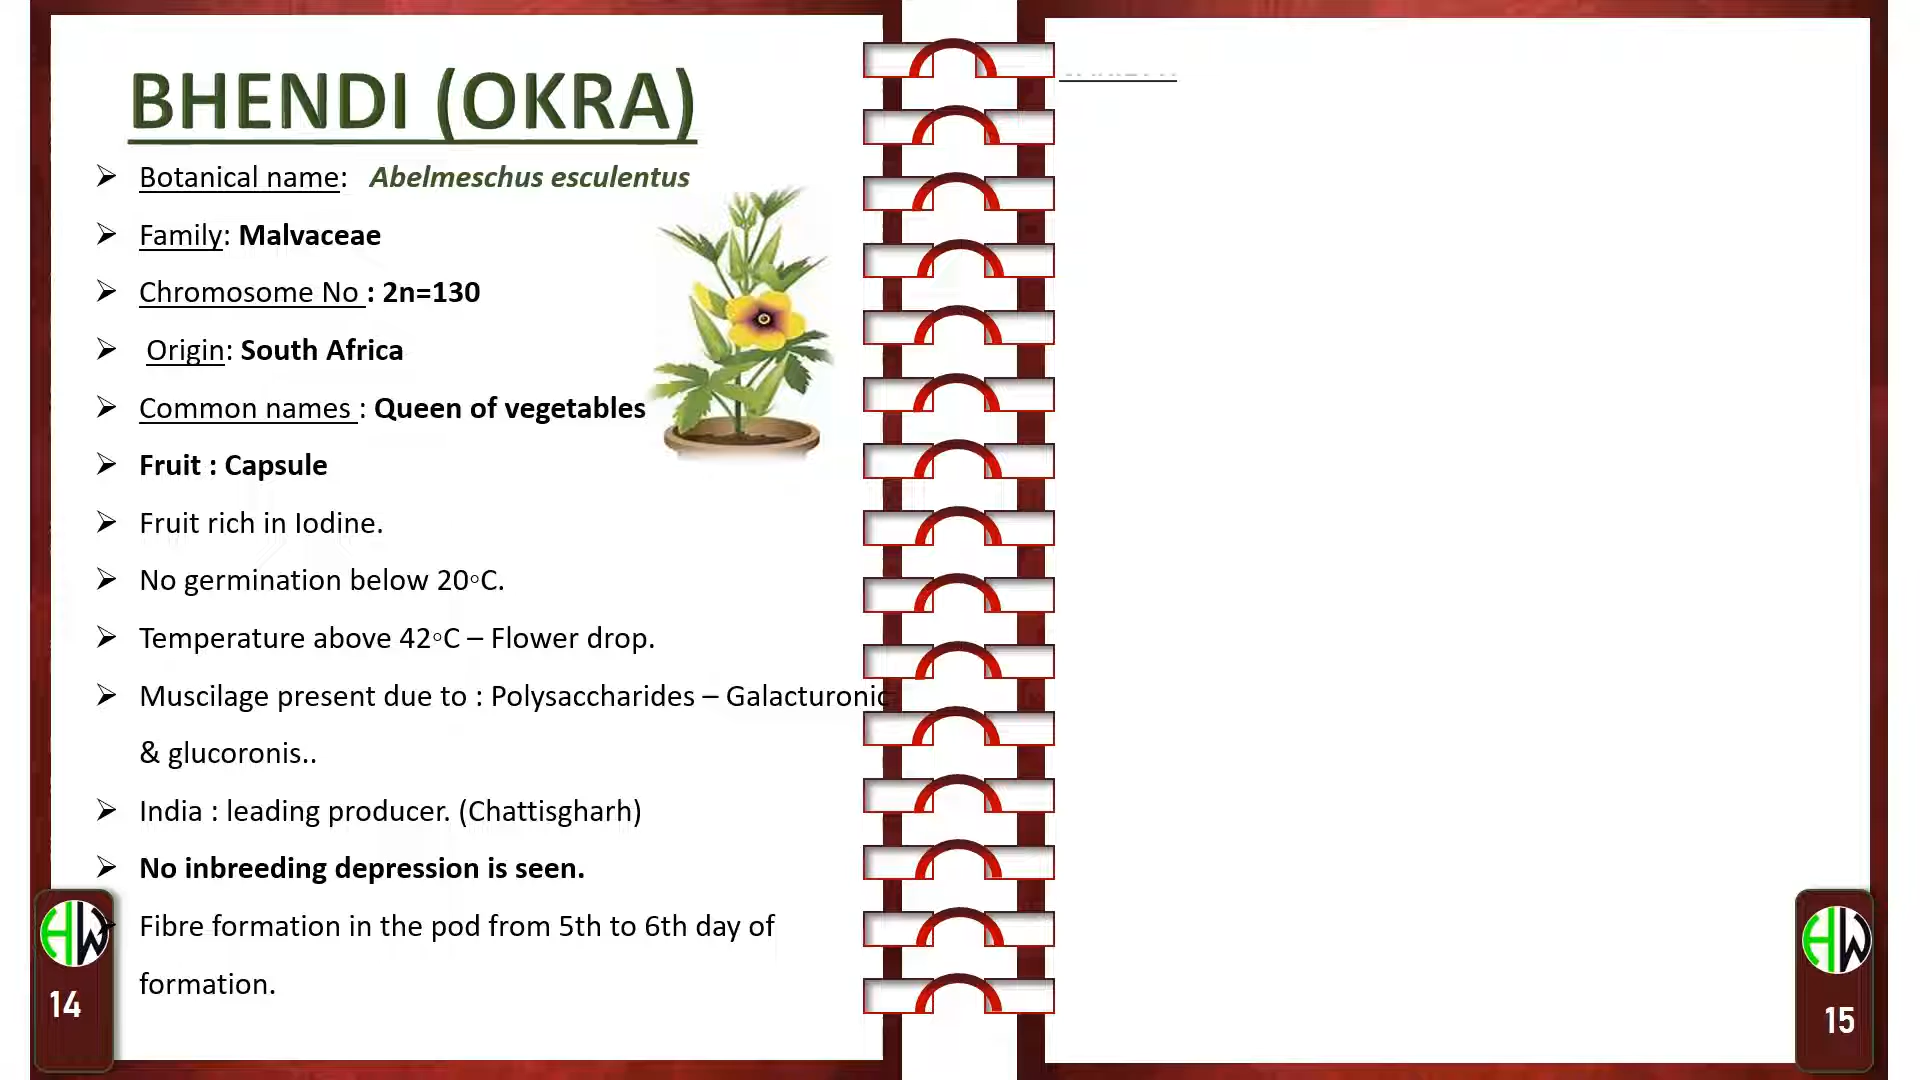 BHENDI (OKRA)
➢ Botanical name: Abelmeschus esculentus
➢ Family: Malvaceae
➢ Chromosome No : 2n=130
➢ Origin: South Africa
➢ Common names : Queen of vegetables
➢ Fruit : Capsule
➢ Fruit rich in Iodine.
➢ No germination below 20◦C.
➢ Temperature above 42◦C – Flower drop.
➢ Muscilage present due to : Polysaccharides – Galacturonic
& glucoronis..
➢ India : leading producer. (Chattisgharh)
➢ No inbreeding depression is seen.
➢ Fibre formation in the pod from 5th to 6th day of
formation.
HW
14
HW
15